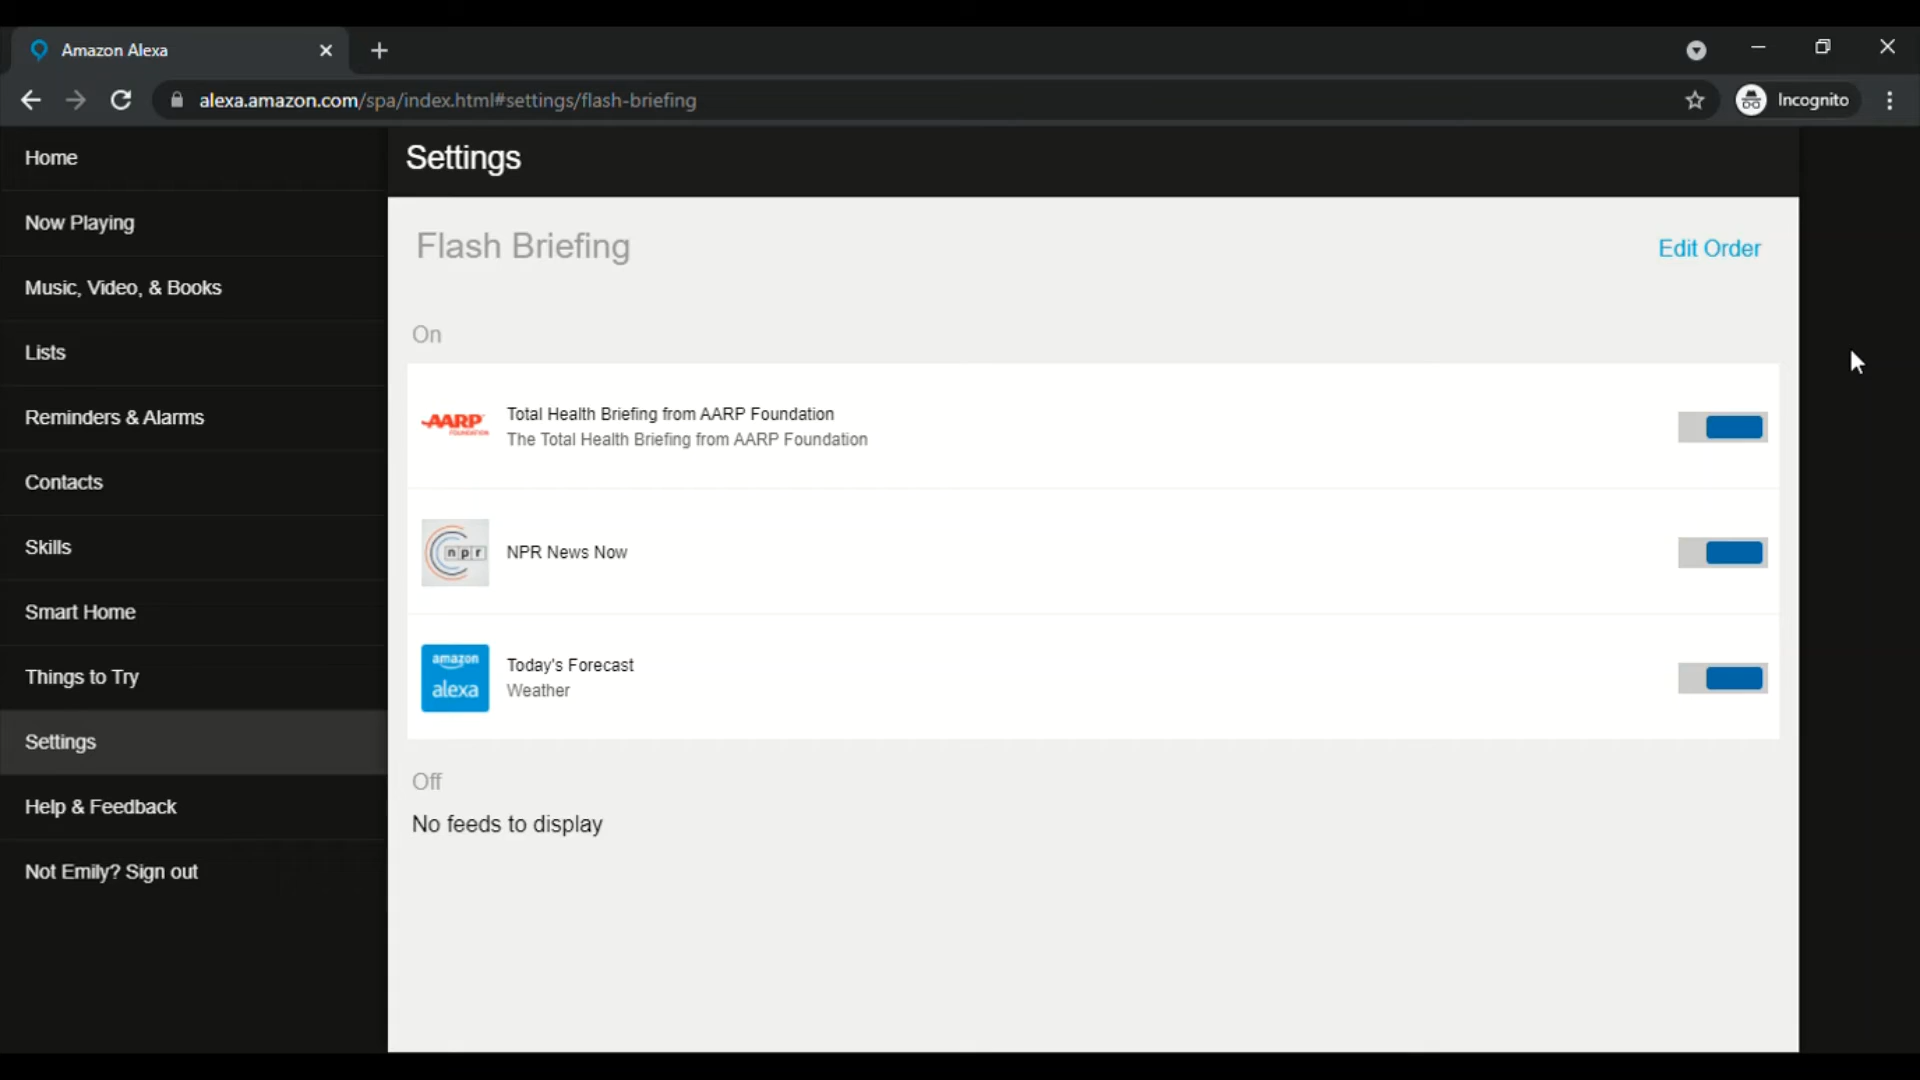 Amazon Alexa
alexa.amazon.com/spa/index.html#settings/flash-briefing
Incognito
Home
Now Playing
Music, Video, & Books
Lists
Reminders & Alarms
Contacts
Skills
Smart Home
Things to Try
Settings
Help & Feedback
Not Emily? Sign out
Settings
Flash Briefing
Edit Order
On
AARP
FOUNDATION
Total Health Briefing from AARP Foundation
The Total Health Briefing from AARP Foundation
npr
NPR News Now
amazon
alexa
Today's Forecast
Weather
Off
No feeds to display